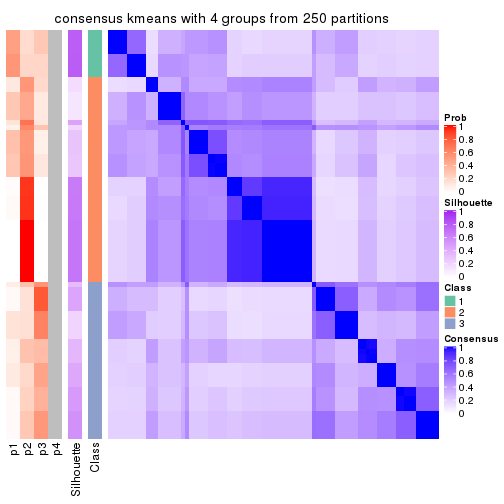 consensus kmeans with 4 groups from 250 partitions
Prob
1
0.8
0.6
0.4
0.2
0
Silhouette
1
0.8
0.6
0.4
0.2
0
Class
1
2
3
Consensus
1
0.8
0.6
0.4
0.2
0
p1
p2
p3
p4
Silhouette
Class